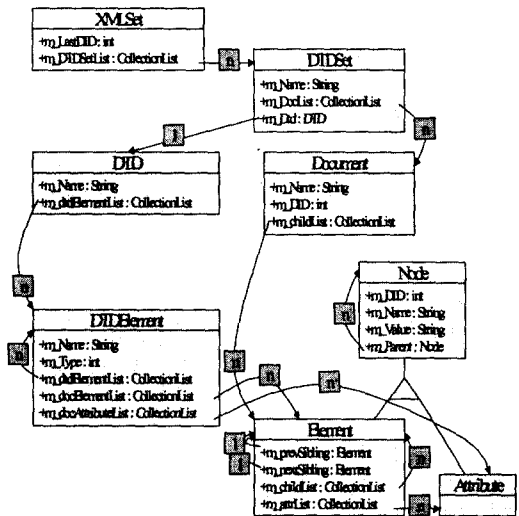 XMLSet
+m_LastDID : int
+m_DTDSetList : CollectionList
n
DTDSet
+m_Name : String
+m_DocList : CollectionList
+m_Dtd : DTD
1
n
DTD
+m_Name : String
+m_dtdElementList : CollectionList
Document
+m_Name : String
+m_DID : int
+m_childList : CollectionList
n
Node
+m_DID : int
+m_Name : String
+m_Value : String
+m_Parent : Node
n
DTDElement
+m_Name : String
+m_Type : int
+m_dtdElementList : CollectionList
+m_docElementList : CollectionList
+m_docAttributeList : CollectionList
n
n
n
n
Element
+m_prevSibling : Element
+m_nextSibling : Element
+m_childList : CollectionList
+m_attrList : CollectionList
1
1
n
n
Attribute